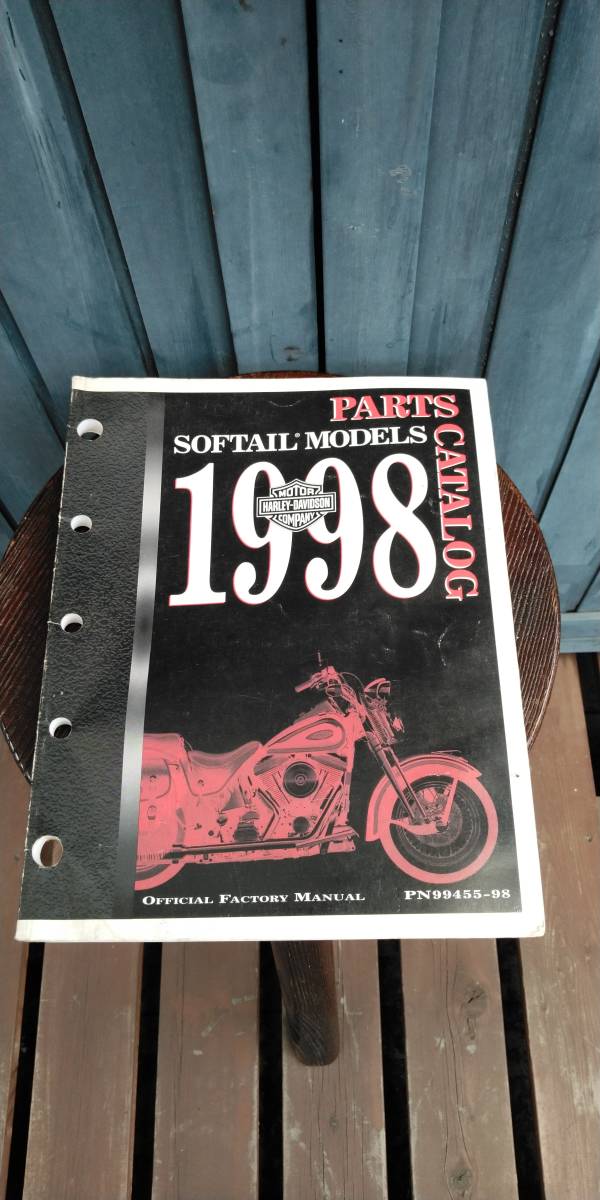 PARTS
CATALOG
SOFTAIL® MODELS
1998
MOTOR
HARLEY-DAVIDSON
COMPANY
OFFICIAL FACTORY MANUAL
PN99455-98